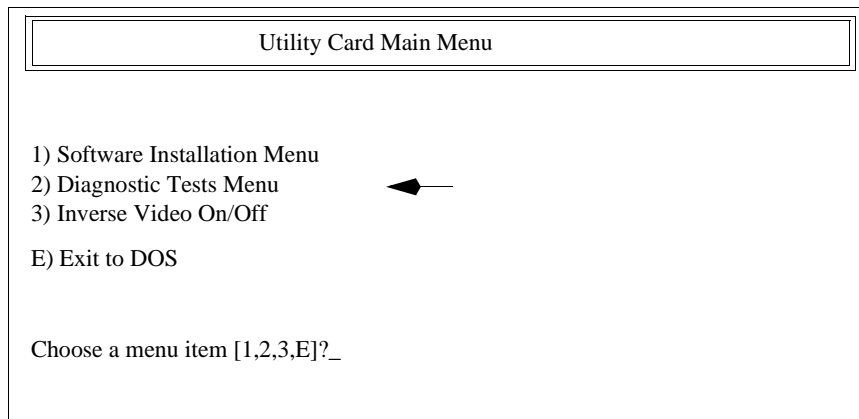 Utility Card Main Menu
1) Software Installation Menu
2) Diagnostic Tests Menu
3) Inverse Video On/Off
E) Exit to DOS
Choose a menu item [1,2,3,E]?_